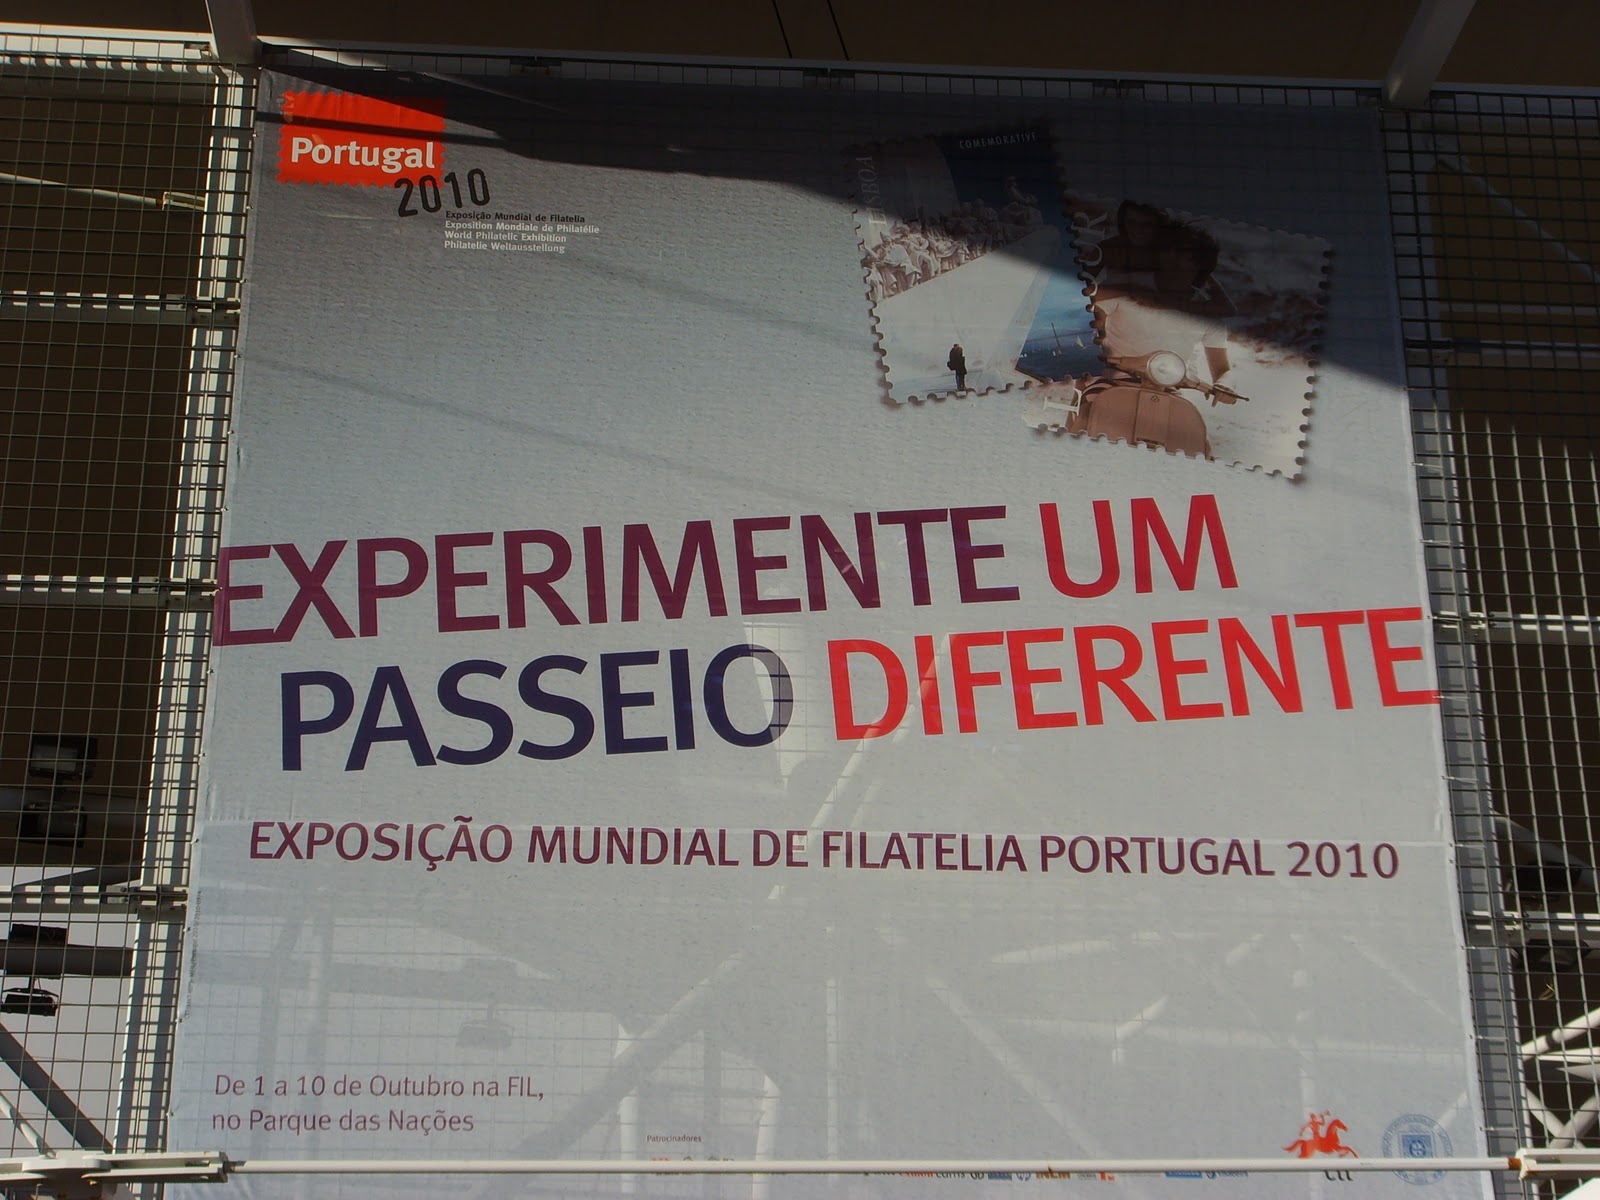 Portugal
2010
Exposição Mundial de Filatelia
Exposition Mondiale de Philatélie
World Philatelic Exhibition
Philatelie Weltausstellung
COMEMORATIVE
LISBOA
EXPERIMENTE UM
PASSEIO DIFERENTE
EXPOSIÇÃO MUNDIAL DE FILATELIA PORTUGAL 2010
De 1 a 10 de Outubro na FIL,
no Parque das Nações
Patrocinadores
ctt